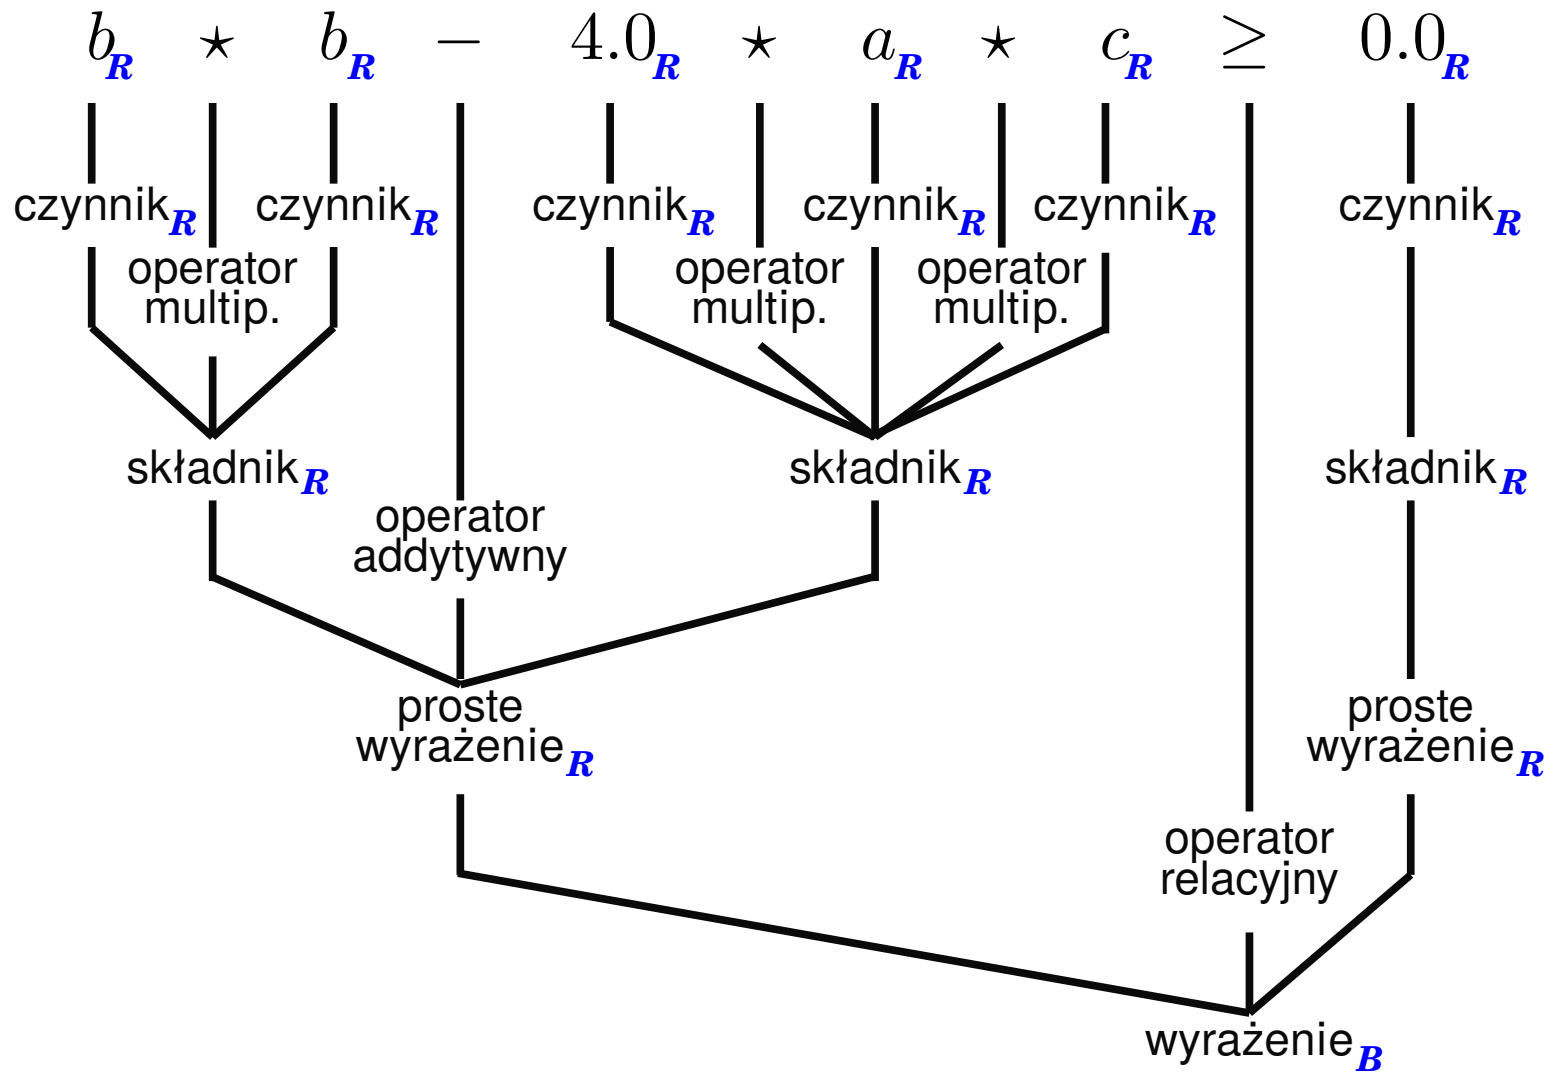 b_R ⋆ b_R − 4.0_R ⋆ a_R ⋆ c_R ≥ 0.0_R
czynnik_R czynnik_R czynnik_R czynnik_R czynnik_R czynnik_R
operator operator operator
multip. multip. multip.
składnik_R składnik_R składnik_R
operator
addytywny
proste proste
wyrażenie_R wyrażenie_R
operator
relacyjny
wyrażenie_B